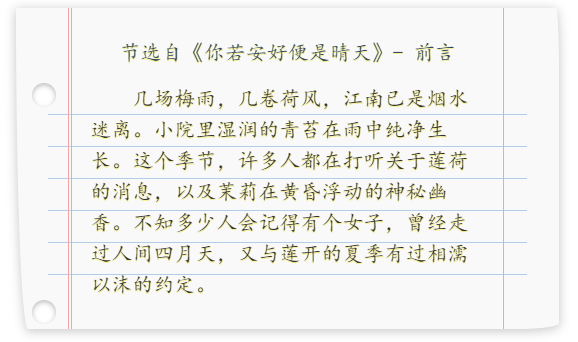 节选自《你若安好便是晴天》- 前言
几场梅雨，几卷荷风，江南已是烟水
迷离。小院里湿润的青苔在雨中纯净生
长。这个季节，许多人都在打听关于莲荷
的消息，以及茉莉在黄昏浮动的神秘幽
香。不知多少人会记得有个女子，曾经走
过人间四月天，又与莲开的夏季有过相濡
以沫的约定。